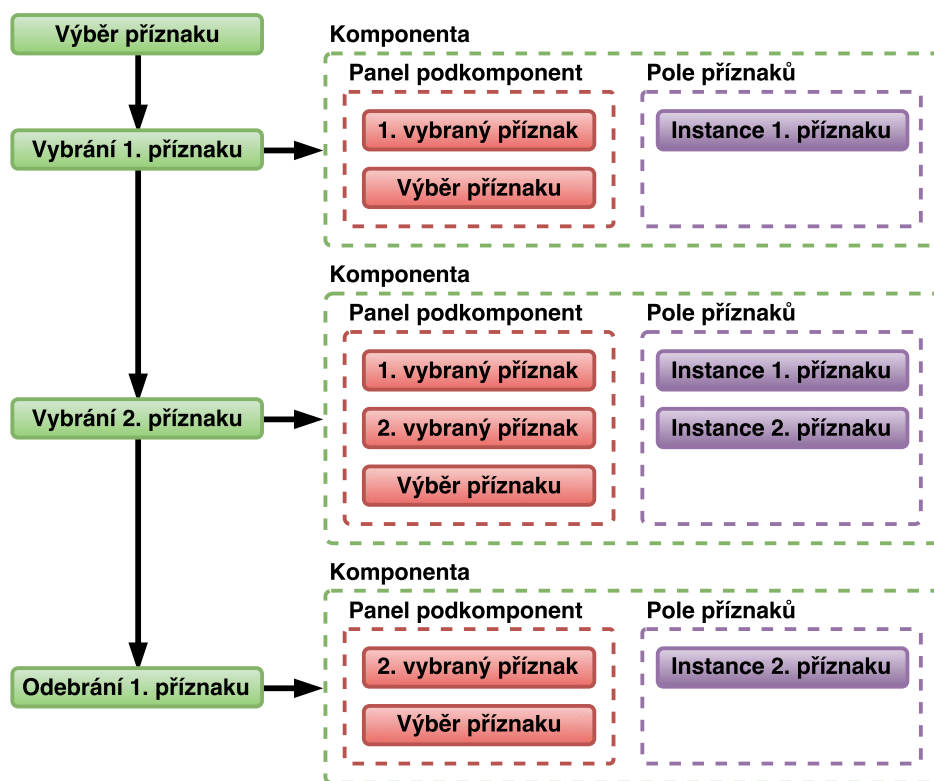 Výběr příznaku
Vybrání 1. příznaku
Komponenta
Panel podkomponent
Pole příznaků
1. vybraný příznak
Instance 1. příznaku
Výběr příznaku
Vybrání 2. příznaku
Komponenta
Panel podkomponent
Pole příznaků
1. vybraný příznak
Instance 1. příznaku
2. vybraný příznak
Instance 2. příznaku
Výběr příznaku
Odebrání 1. příznaku
Komponenta
Panel podkomponent
Pole příznaků
2. vybraný příznak
Instance 2. příznaku
Výběr příznaku